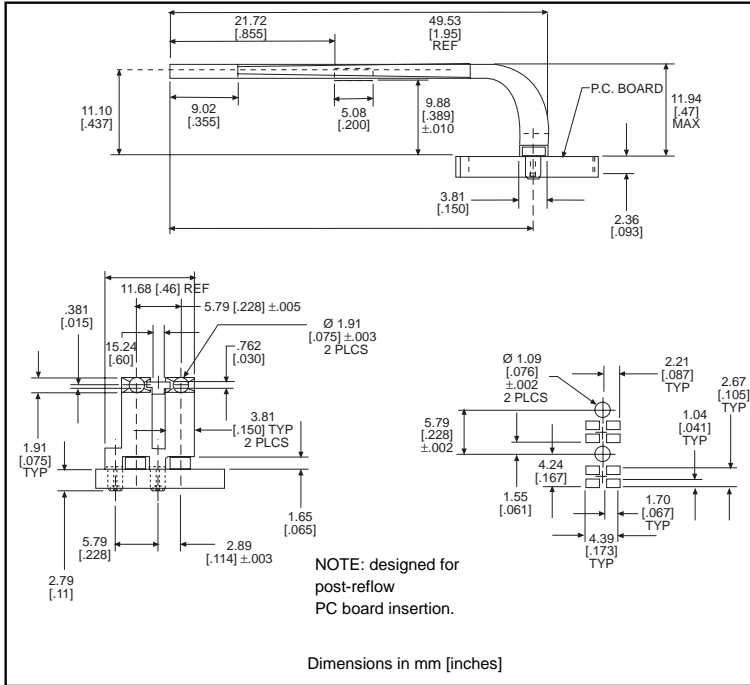 21.72
[.855]
49.53
[1.95]
REF
11.10
[.437]
9.02
[.355]
5.08
[.200]
9.88
[.389]
±.010
P.C. BOARD
11.94
[.47]
MAX
3.81
[.150]
2.36
[.093]
11.68 [.46] REF
.381
[.015]
5.79 [.228] ±.005
15.24
[.60]
Ø 1.91
[.075] ±.003
2 PLCS
.762
[.030]
3.81
[.150] TYP
2 PLCS
1.91
[.075]
TYP
1.65
[.065]
5.79
[.228]
2.89
[.114] ±.003
2.79
[.11]
Ø 1.09
[.076]
±.002
2 PLCS
2.21
[.087]
TYP
2.67
[.105]
TYP
5.79
[.228]
±.002
1.04
[.041]
TYP
4.24
[.167]
1.55
[.061]
1.70
[.067]
TYP
4.39
[.173]
TYP
NOTE: designed for
post-reflow
PC board insertion.
Dimensions in mm [inches]